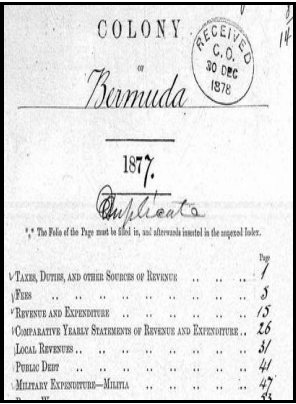 COLONY
OF
Bermuda
RECEIVED
C.O.
30 DEC
1878
14
1877.
Duplicate
*** The Folio of the Page must be filled in, and afterwards inserted in the annexed Index.
Page
TAXES, DUTIES, AND OTHER SOURCES OF REVENUE .. .. .. 1
FEES .. .. .. .. .. .. .. .. .. 5
REVENUE AND EXPENDITURE .. .. .. .. .. .. 15
COMPARATIVE YEARLY STATEMENTS OF REVENUE AND EXPENDITURE .. 26
LOCAL REVENUES .. .. .. .. .. .. .. .. 31
PUBLIC DEBT .. .. .. .. .. .. .. .. 41
MILITARY EXPENDITURE—MILITIA .. .. .. .. .. 47
53